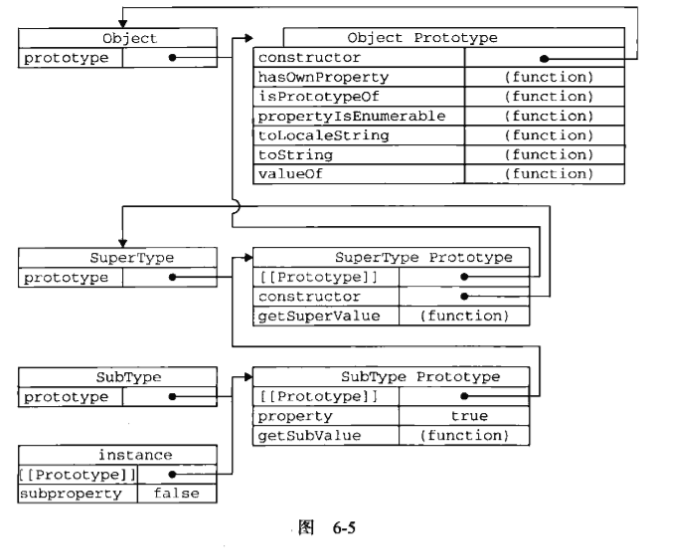 Object
prototype
Object Prototype
constructor
hasOwnProperty (function)
isPrototypeOf (function)
propertyIsEnumerable (function)
toLocaleString (function)
toString (function)
valueOf (function)
SuperType
prototype
SuperType Prototype
[[Prototype]]
constructor
getSuperValue (function)
SubType
prototype
SubType Prototype
[[Prototype]]
property true
getSubValue (function)
instance
[[Prototype]]
subproperty false
图 6-5